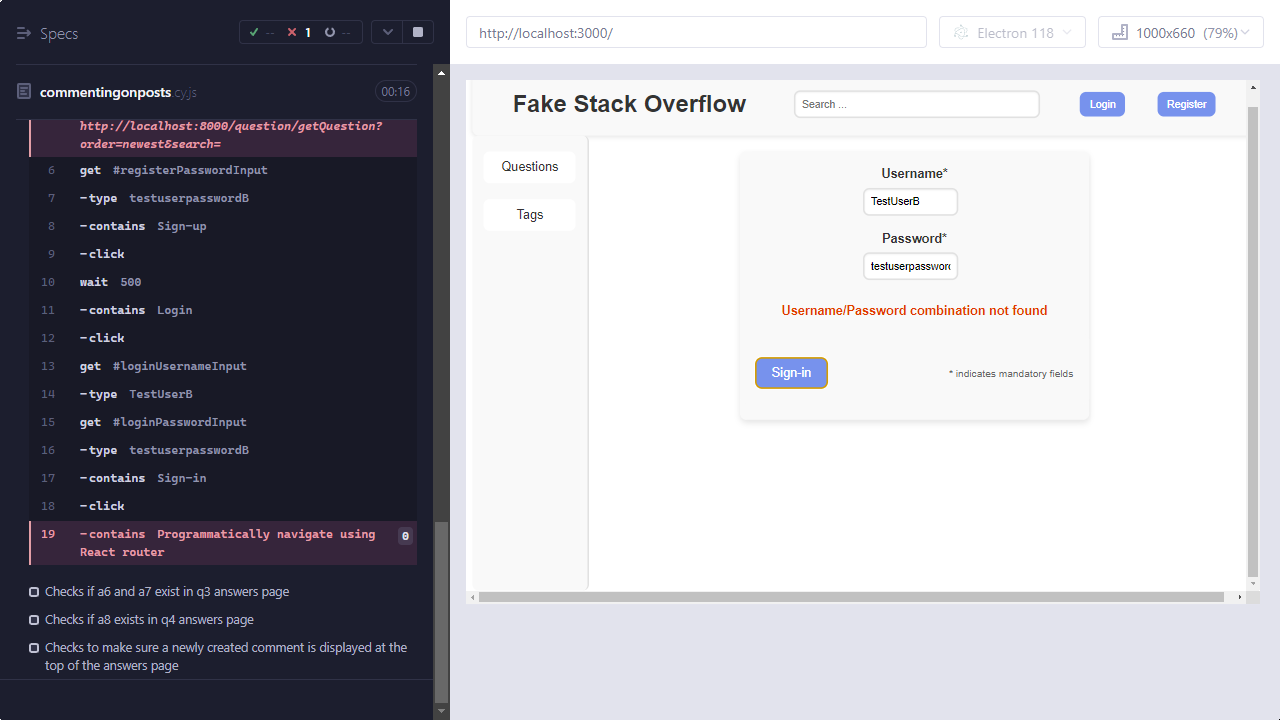 Specs
-- 1 --
commentingonposts.cy.js 00:16
http://localhost:8000/question/getQuestion?
order=newest&search=
6 get #registerPasswordInput
7 -type testuserpasswordB
8 -contains Sign-up
9 -click
10 wait 500
11 -contains Login
12 -click
13 get #loginUsernameInput
14 -type TestUserB
15 get #loginPasswordInput
16 -type testuserpasswordB
17 -contains Sign-in
18 -click
19 -contains Programmatically navigate using 0
React router
Checks if a6 and a7 exist in q3 answers page
Checks if a8 exists in q4 answers page
Checks to make sure a newly created comment is displayed at the
top of the answers page
http://localhost:3000/
Electron 118
1000x660 (79%)
Fake Stack Overflow
Search ...
Login
Register
Questions
Tags
Username*
TestUserB
Password*
testuserpassword
Username/Password combination not found
Sign-in
* indicates mandatory fields